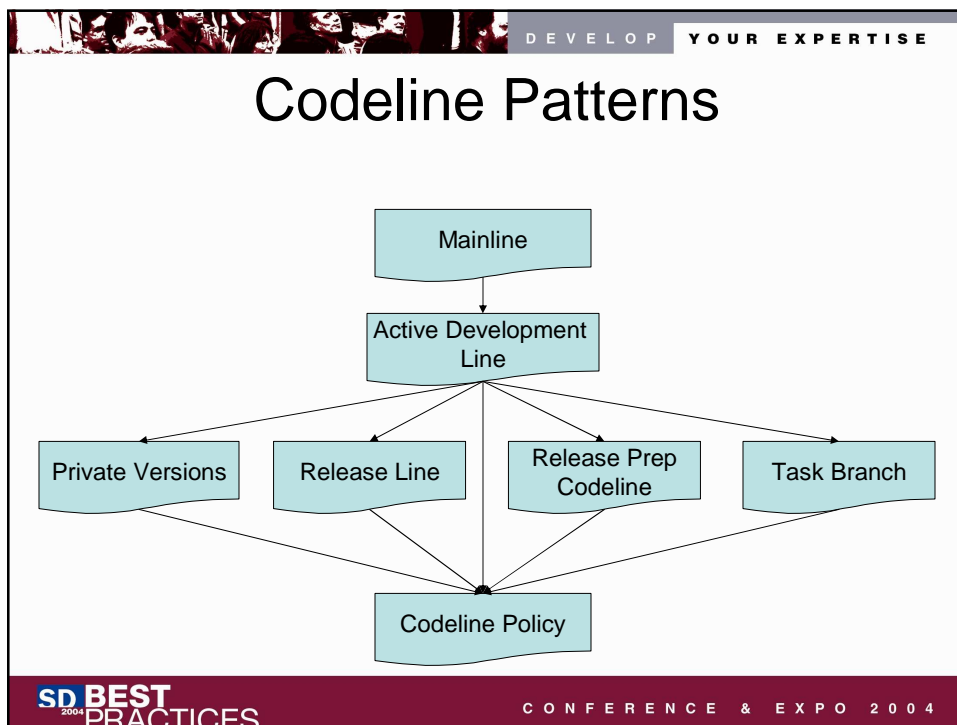 DEVELOP YOUR EXPERTISE
Codeline Patterns
Mainline
Active Development
Line
Private Versions
Release Line
Release Prep
Codeline
Task Branch
Codeline Policy
SD BEST
2004 PRACTICES
CONFERENCE & EXPO 2004